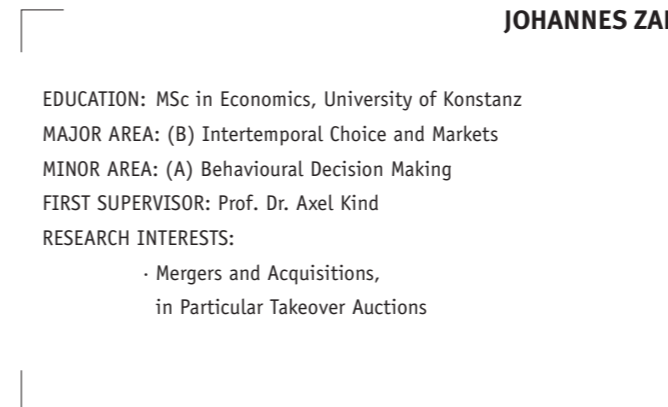 JOHANNES
EDUCATION: MSc in Economics, University of Konstanz
MAJOR AREA: (B) Intertemporal Choice and Markets
MINOR AREA: (A) Behavioural Decision Making
FIRST SUPERVISOR: Prof. Dr. Axel Kind
RESEARCH INTERESTS:
· Mergers and Acquisitions,
in Particular Takeover Auctions